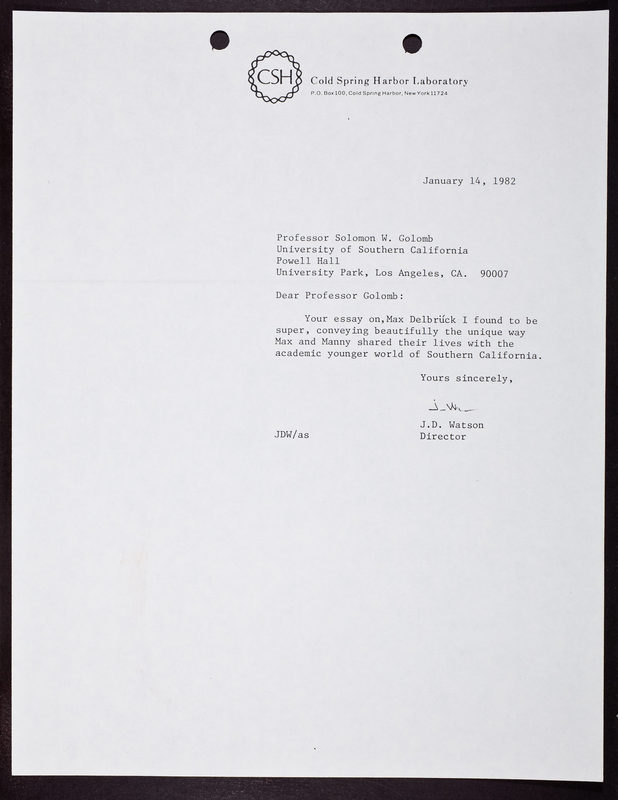 CSH
Cold Spring Harbor Laboratory
P.O. Box 100, Cold Spring Harbor, New York 11724
January 14, 1982
Professor Solomon W. Golomb
University of Southern California
Powell Hall
University Park, Los Angeles, CA.  90007
Dear Professor Golomb:
Your essay on,Max Delbrück I found to be
super, conveying beautifully the unique way
Max and Manny shared their lives with the
academic younger world of Southern California.
Yours sincerely,
J.D. Watson
JDW/as
Director